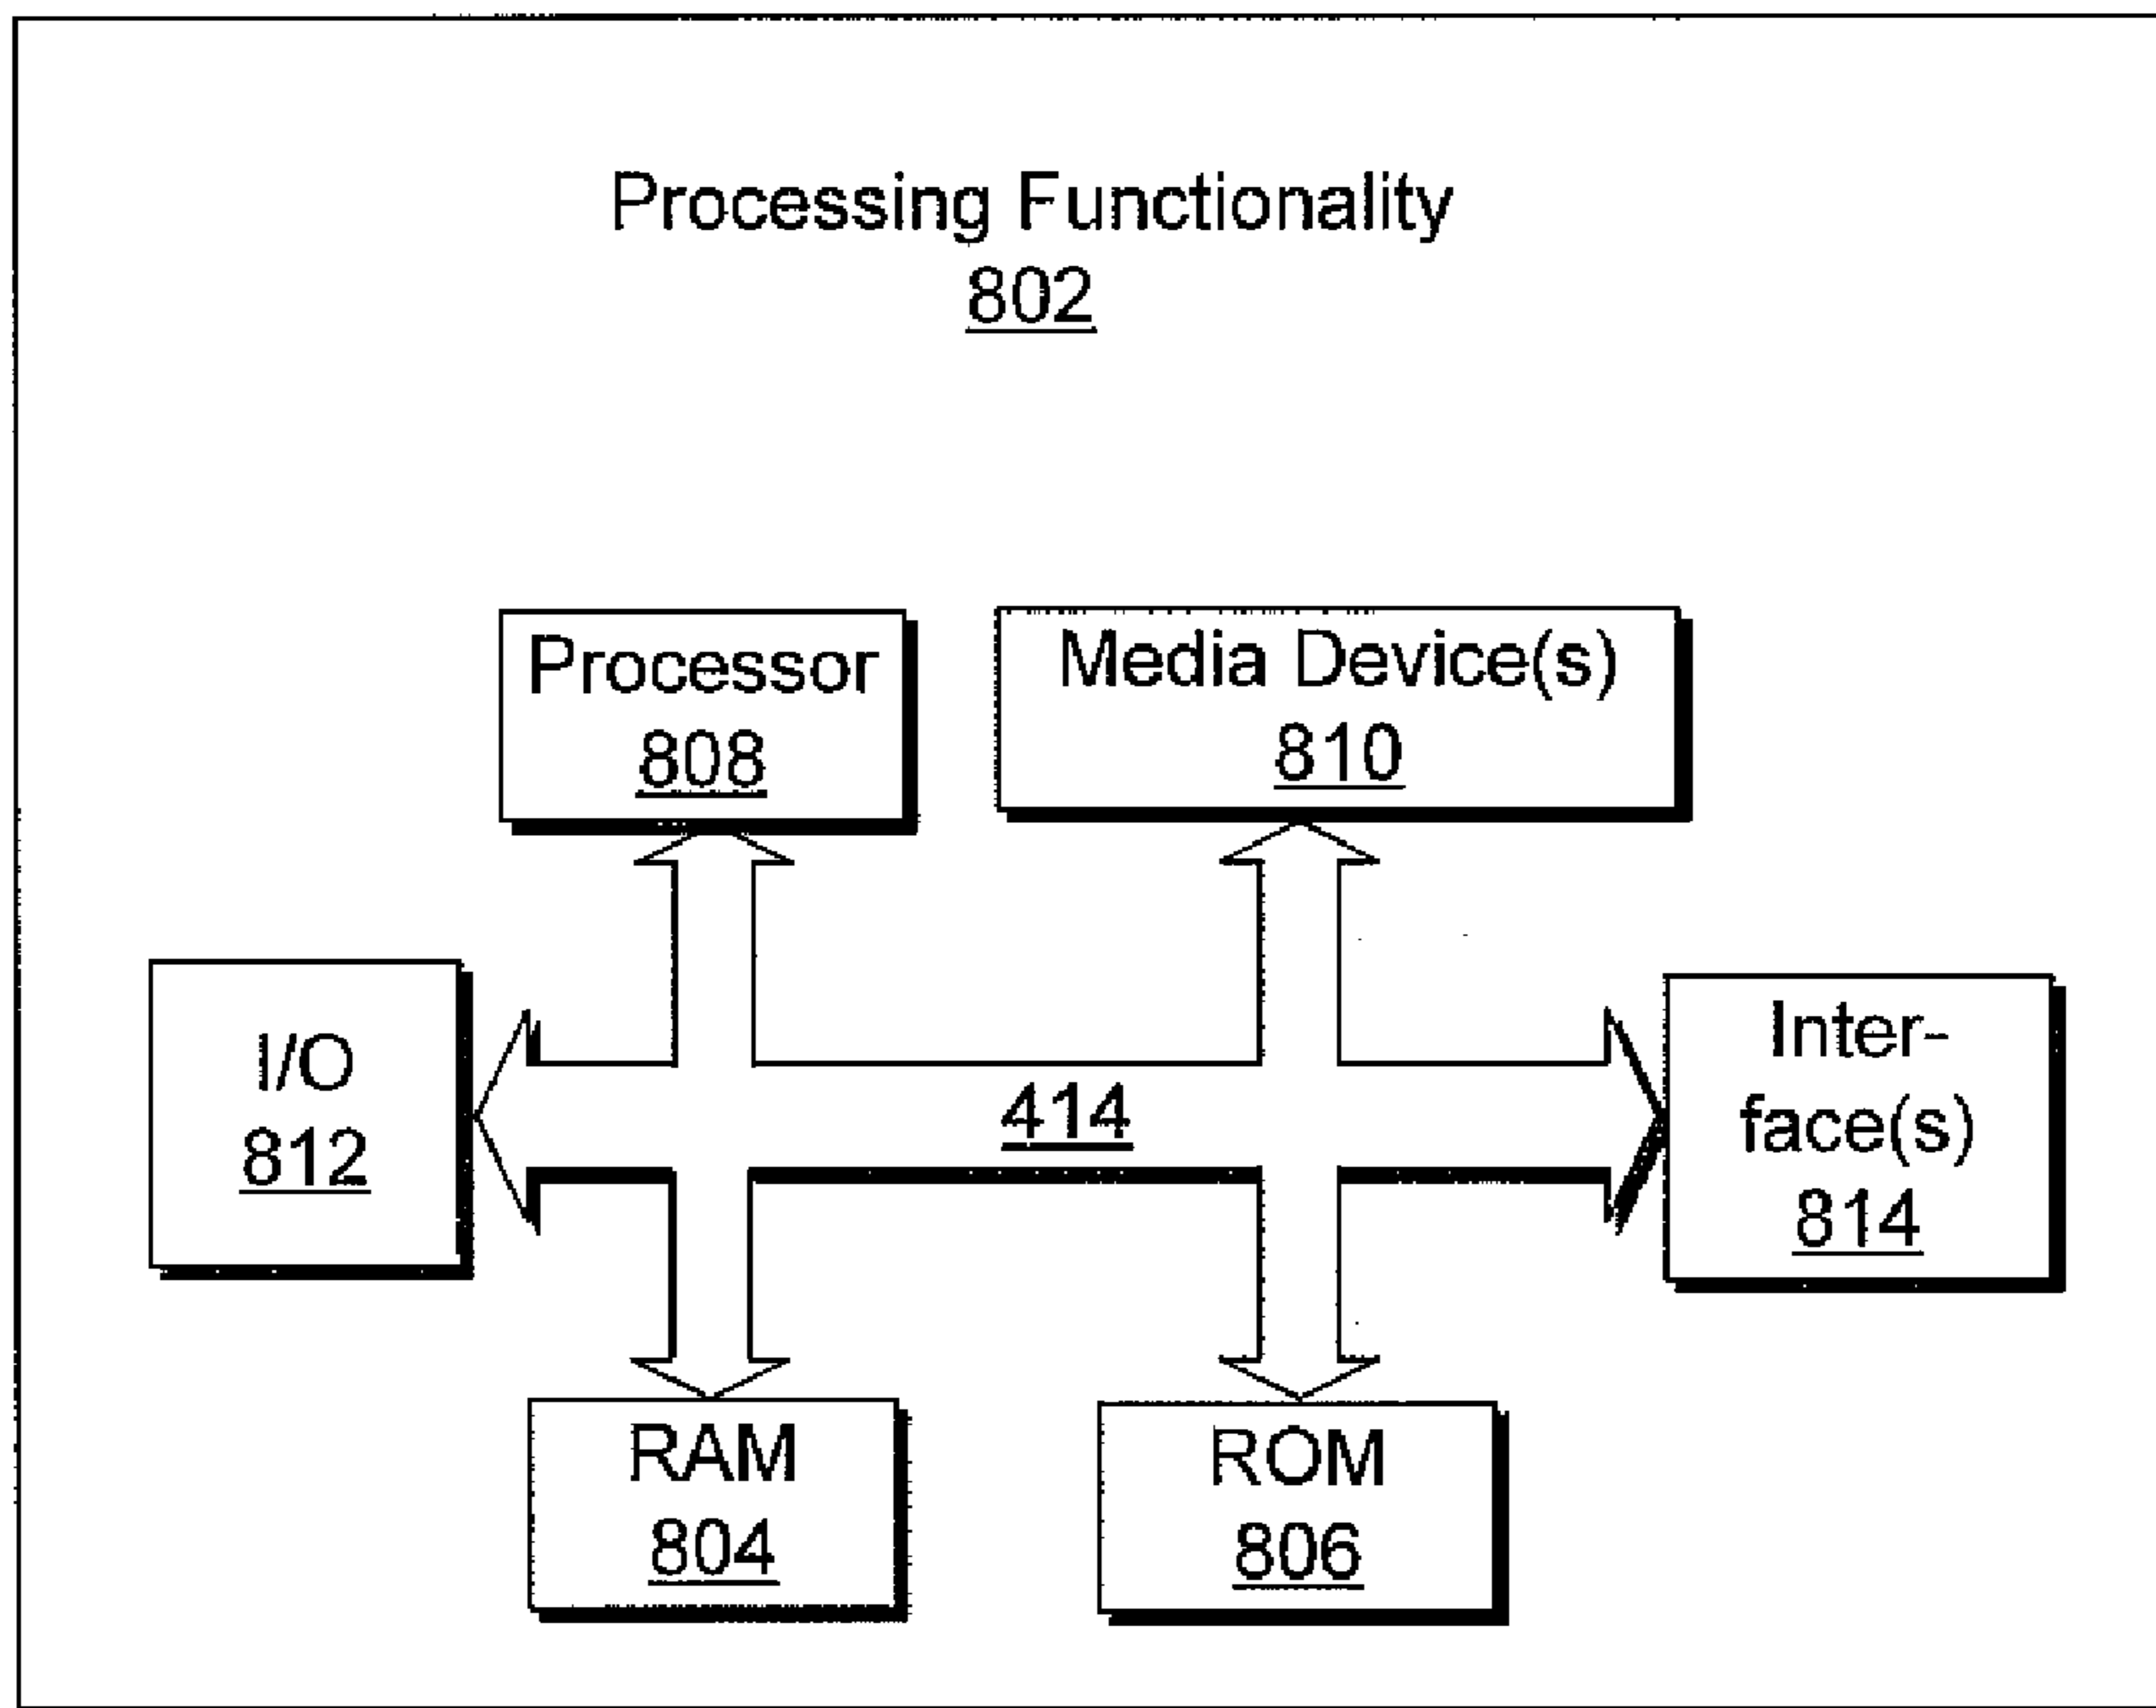 Processing Functionality
802
Processor
808
Media Device(s)
810
I/O
812
414
Inter-
face(s)
814
RAM
804
ROM
806